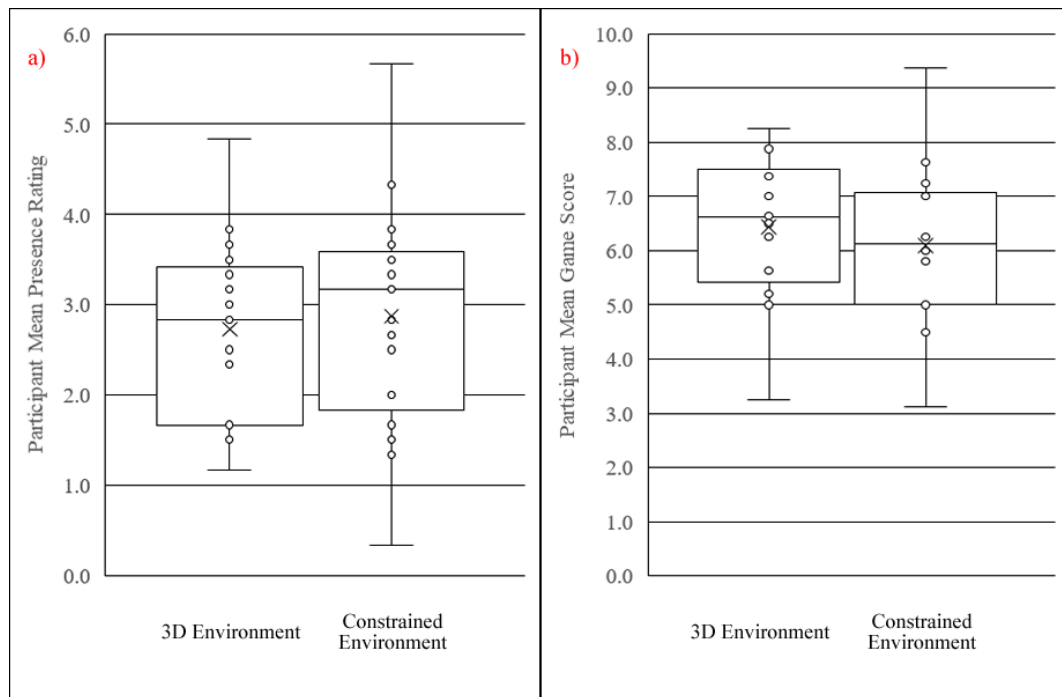 a)
6.0
5.0
4.0
3.0
2.0
1.0
0.0
Participant Mean Presence Rating
3D Environment
Constrained
Environment
b)
10.0
9.0
8.0
7.0
6.0
5.0
4.0
3.0
2.0
1.0
0.0
Participant Mean Game Score
3D Environment
Constrained
Environment